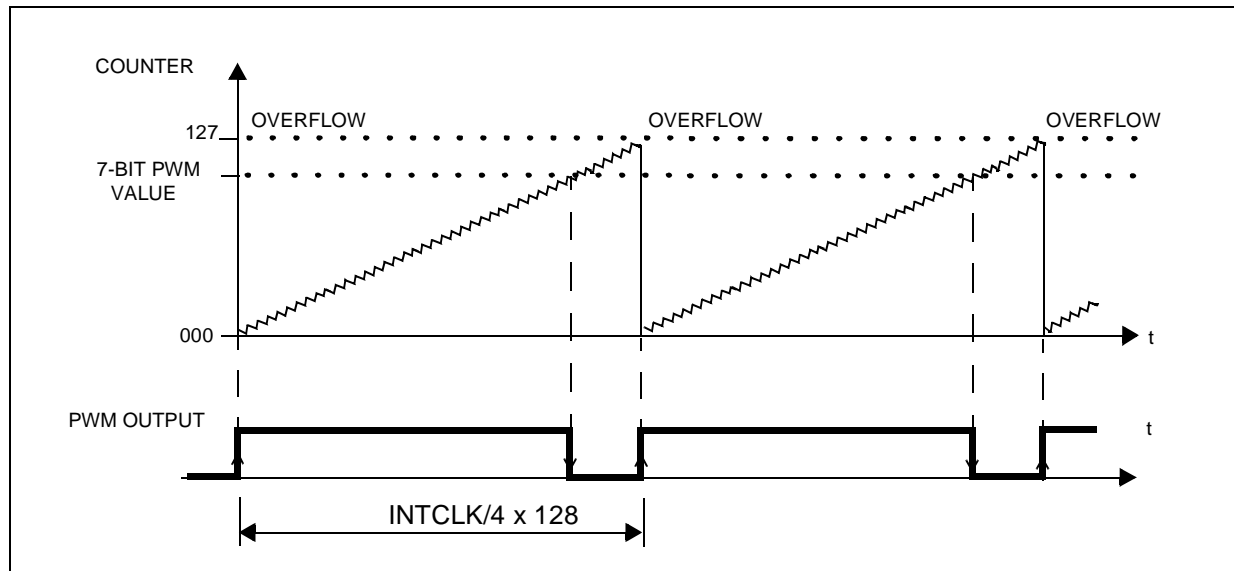 COUNTER
OVERFLOW OVERFLOW OVERFLOW
127
7-BIT PWM
VALUE
000
t
PWM OUTPUT
t
INTCLK/4 x 128